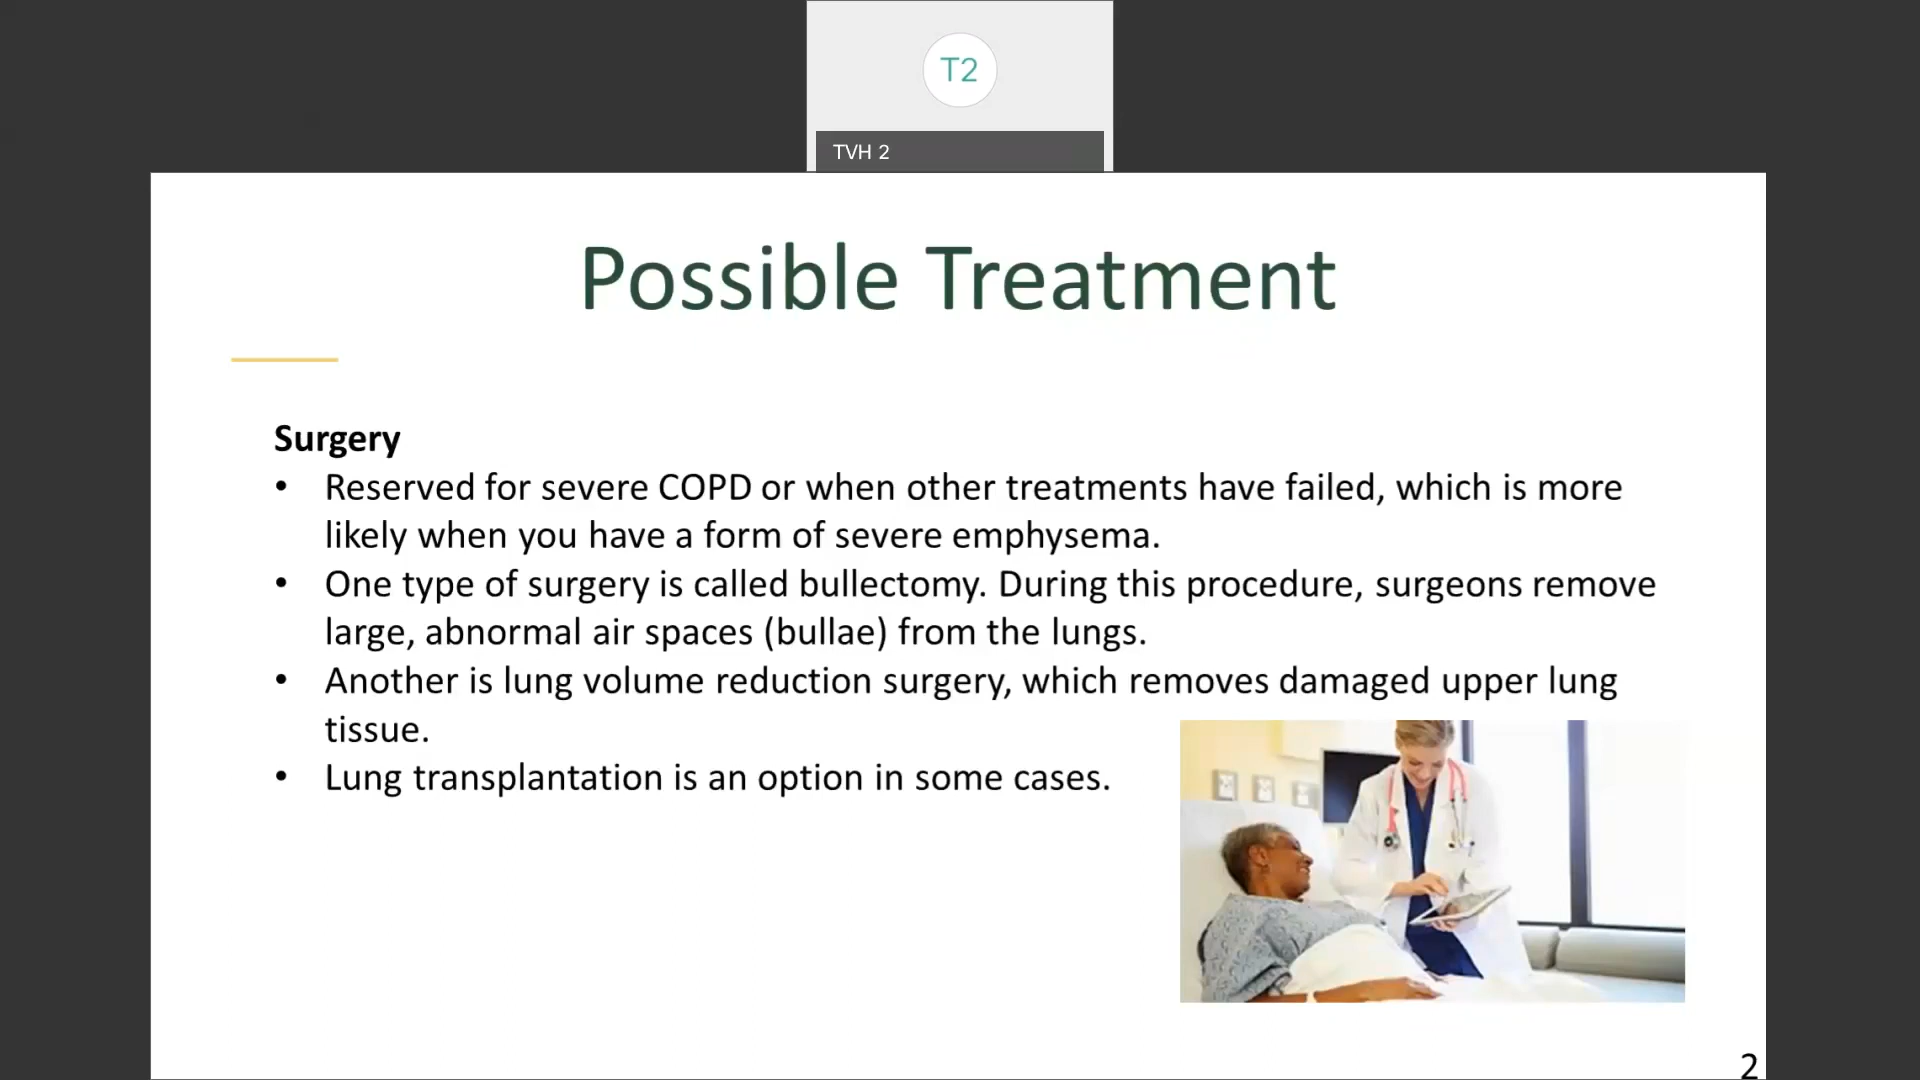 T2
TVH 2
Possible Treatment
Surgery
• Reserved for severe COPD or when other treatments have failed, which is more
likely when you have a form of severe emphysema.
• One type of surgery is called bullectomy. During this procedure, surgeons remove
large, abnormal air spaces (bullae) from the lungs.
• Another is lung volume reduction surgery, which removes damaged upper lung
tissue.
• Lung transplantation is an option in some cases.
2